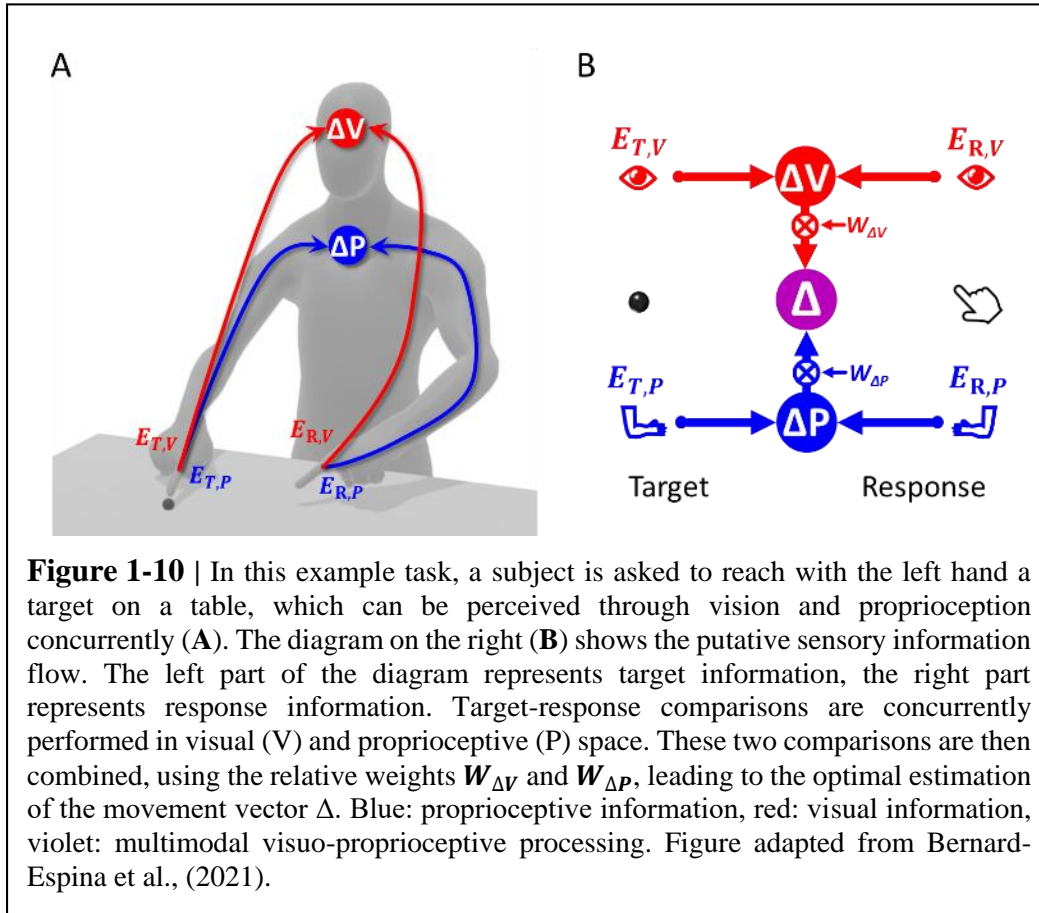 A
B
ΔV
ΔP
E_{T,V}
E_{T,P}
E_{R,V}
E_{R,P}
E_{T,V}
E_{R,V}
ΔV
W_{ΔV}
Δ
E_{T,P}
E_{R,P}
W_{ΔP}
ΔP
Target
Response
Figure 1-10 | In this example task, a subject is asked to reach with the left hand a
target on a table, which can be perceived through vision and proprioception
concurrently (A). The diagram on the right (B) shows the putative sensory information
flow. The left part of the diagram represents target information, the right part
represents response information. Target-response comparisons are concurrently
performed in visual (V) and proprioceptive (P) space. These two comparisons are then
combined, using the relative weights W_{ΔV} and W_{ΔP}, leading to the optimal estimation
of the movement vector Δ. Blue: proprioceptive information, red: visual information,
violet: multimodal visuo-proprioceptive processing. Figure adapted from Bernard-
Espina et al., (2021).